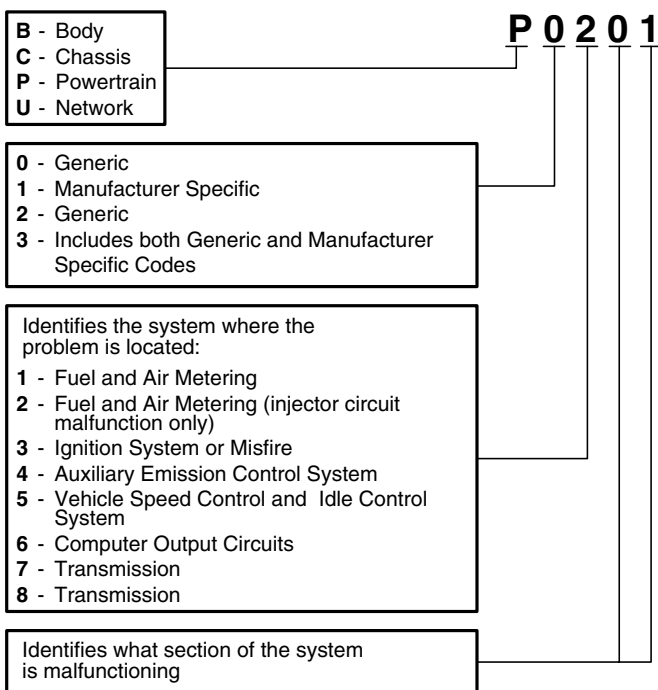 P 0 2 0 1
B - Body
C - Chassis
P - Powertrain
U - Network
0 - Generic
1 - Manufacturer Specific
2 - Generic
3 - Includes both Generic and Manufacturer
Specific Codes
Identifies the system where the
problem is located:
1 - Fuel and Air Metering
2 - Fuel and Air Metering (injector circuit
malfunction only)
3 - Ignition System or Misfire
4 - Auxiliary Emission Control System
5 - Vehicle Speed Control and Idle Control
System
6 - Computer Output Circuits
7 - Transmission
8 - Transmission
Identifies what section of the system
is malfunctioning